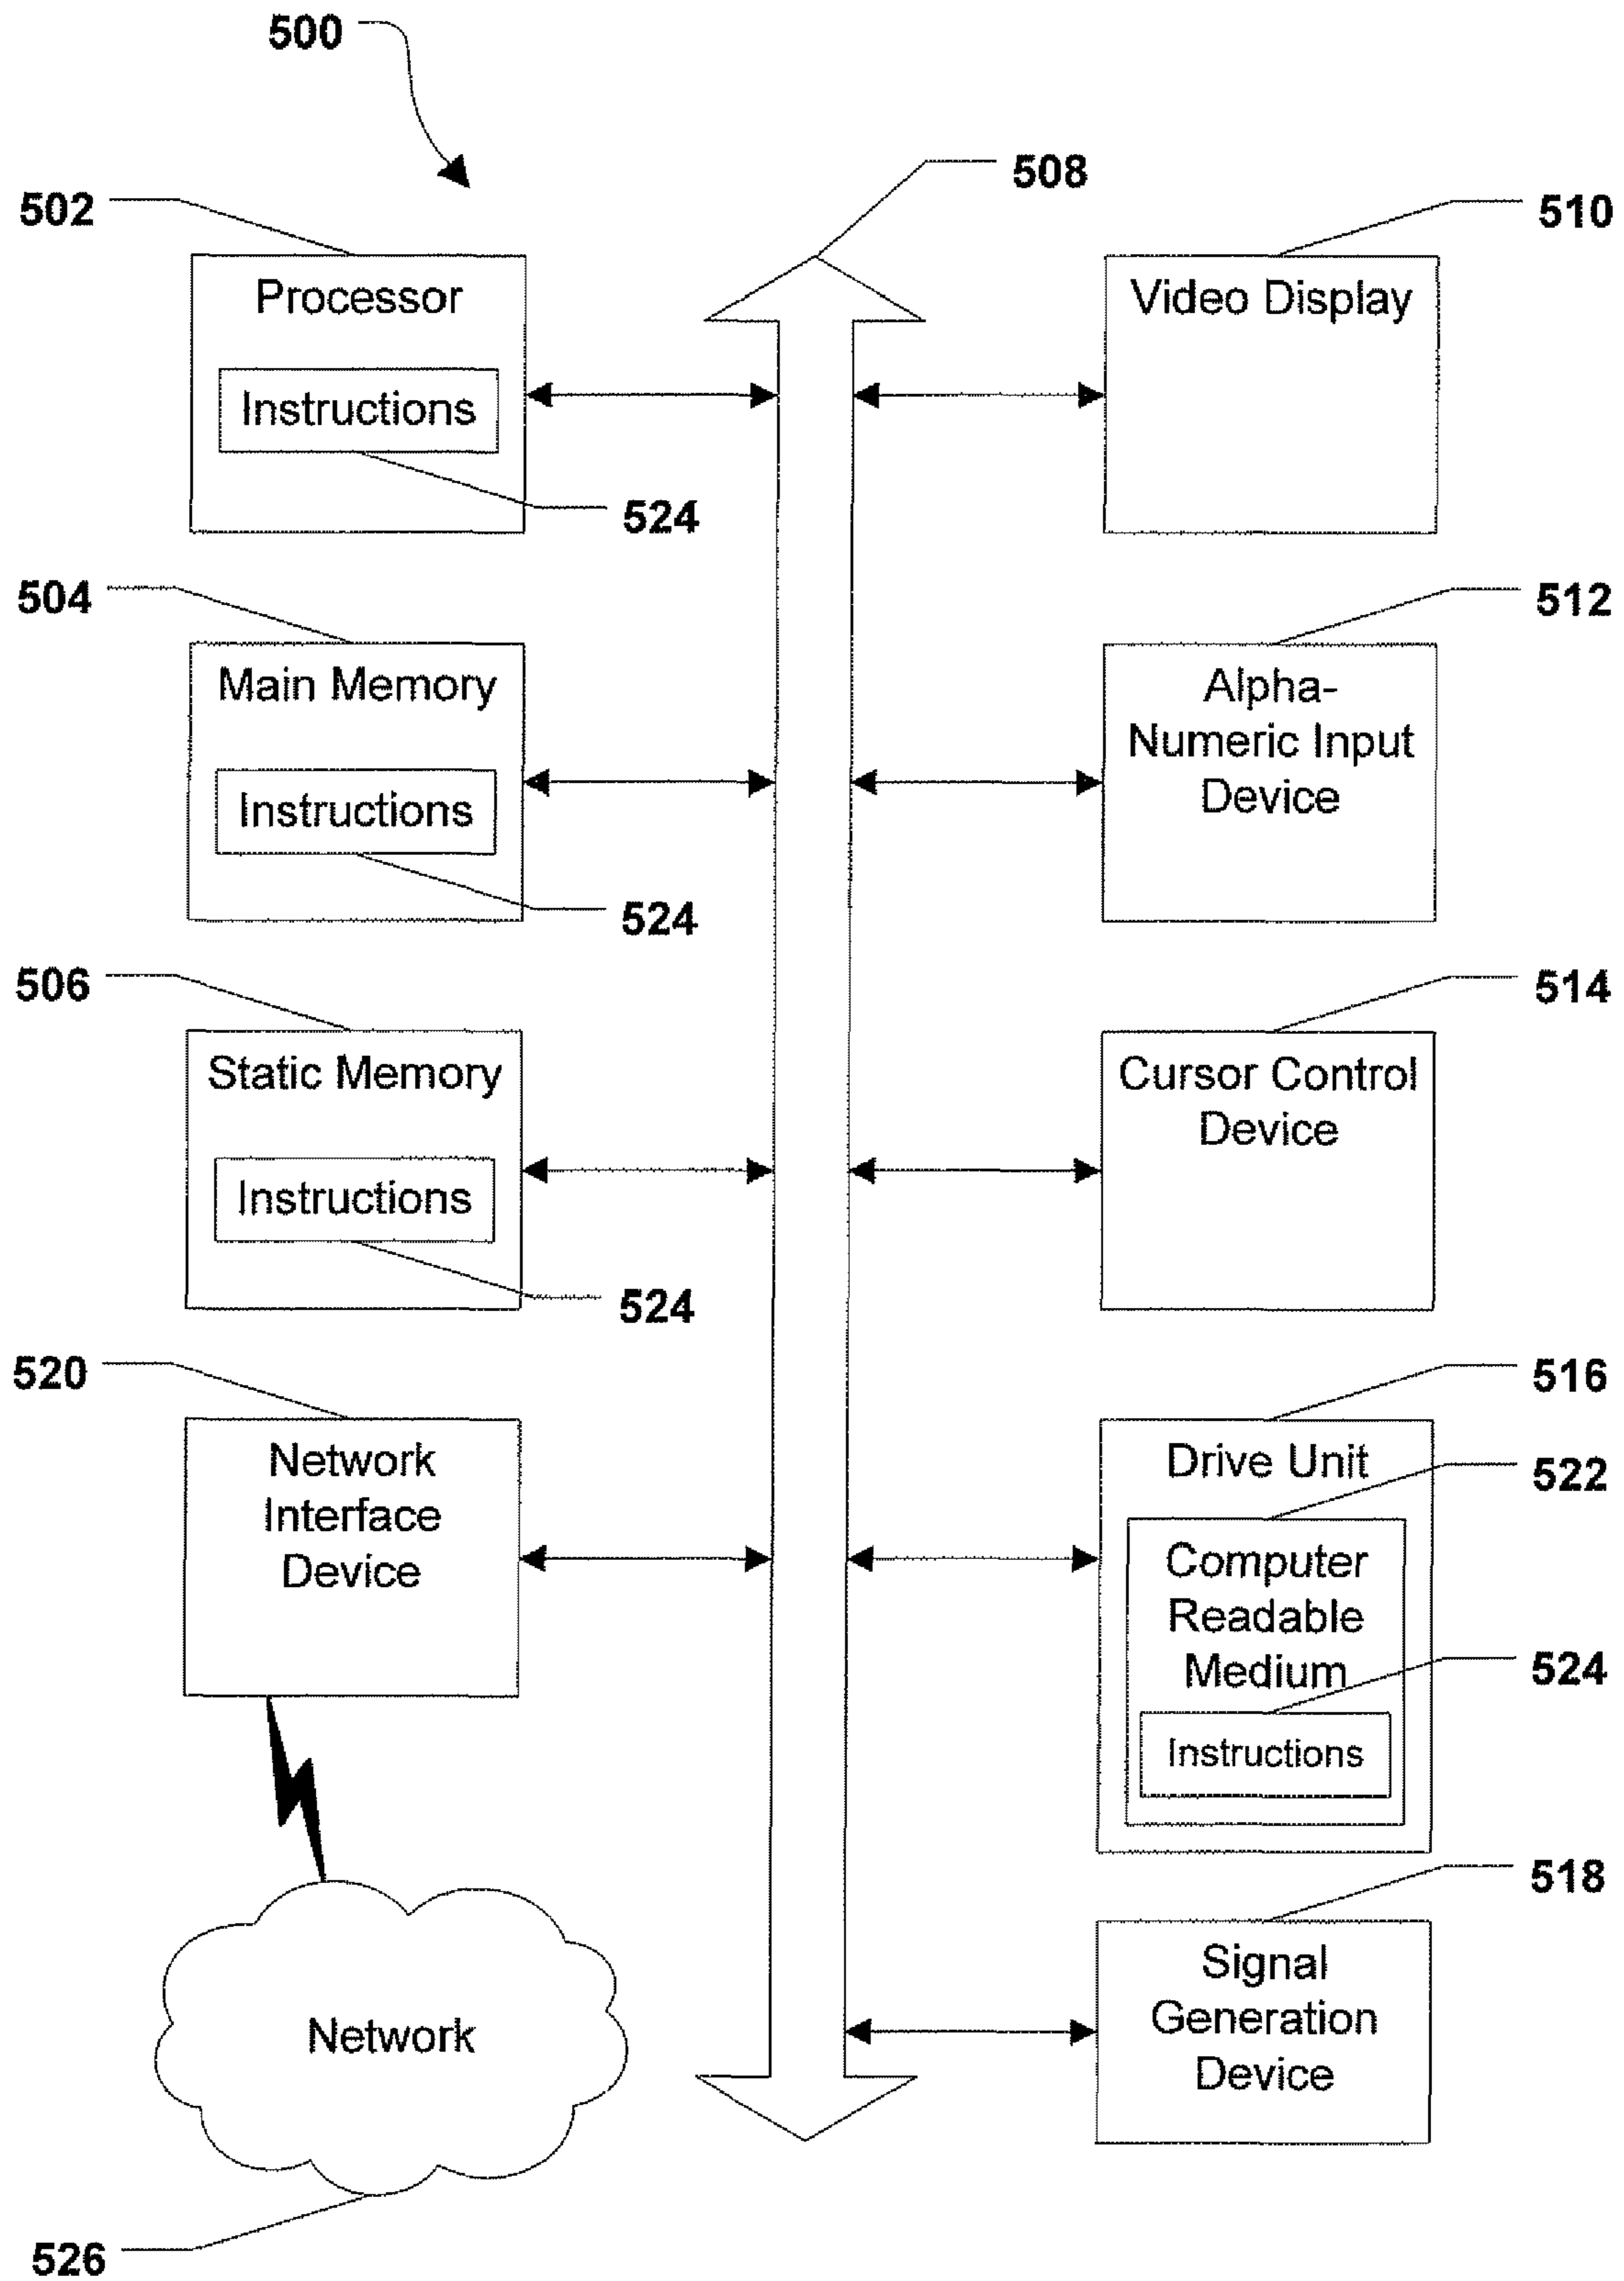 500
508
502
510
Processor
Instructions
524
Video Display
504
512
Main Memory
Instructions
524
Alpha-
Numeric Input
Device
506
514
Static Memory
Instructions
524
Cursor Control
Device
520
516
Network
Interface
Device
Drive Unit
522
Computer
Readable
Medium
524
Instructions
518
Signal
Generation
Device
Network
526